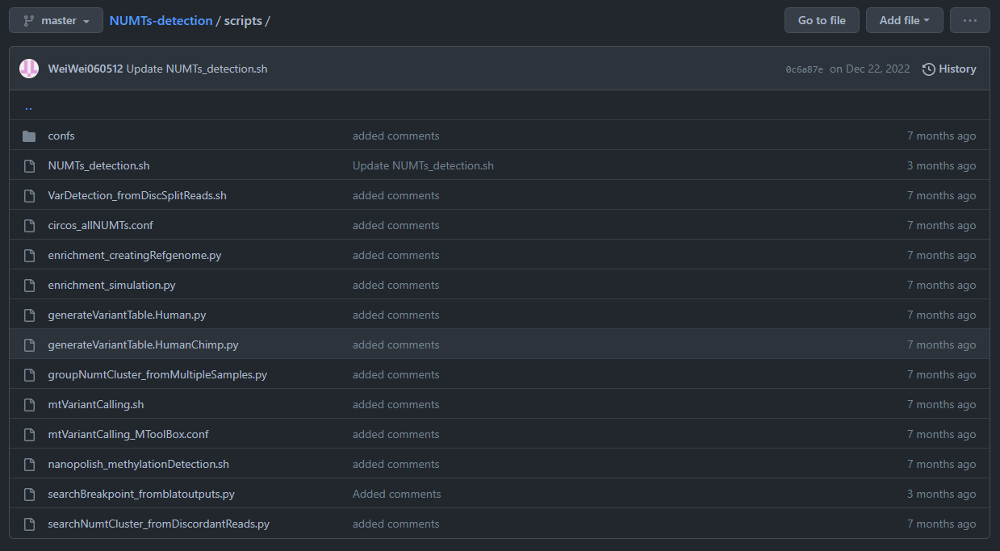 master NUMTs-detection / scripts / Go to file Add file ...
WeiWei060512 Update NUMTs_detection.sh 0c6a87e on Dec 22, 2022 History
..
confs added comments 7 months ago
NUMTs_detection.sh Update NUMTs_detection.sh 3 months ago
VarDetection_fromDiscSplitReads.sh added comments 7 months ago
circos_allNUMTs.conf added comments 7 months ago
enrichment_creatingRefgenome.py added comments 7 months ago
enrichment_simulation.py added comments 7 months ago
generateVariantTable.Human.py added comments 7 months ago
generateVariantTable.HumanChimp.py added comments 7 months ago
groupNumtCluster_fromMultipleSamples.py added comments 7 months ago
mtVariantCalling.sh added comments 7 months ago
mtVariantCalling_MToolBox.conf added comments 7 months ago
nanopolish_methylationDetection.sh added comments 7 months ago
searchBreakpoint_fromblatoutputs.py Added comments 3 months ago
searchNumtCluster_fromDiscordantReads.py added comments 7 months ago